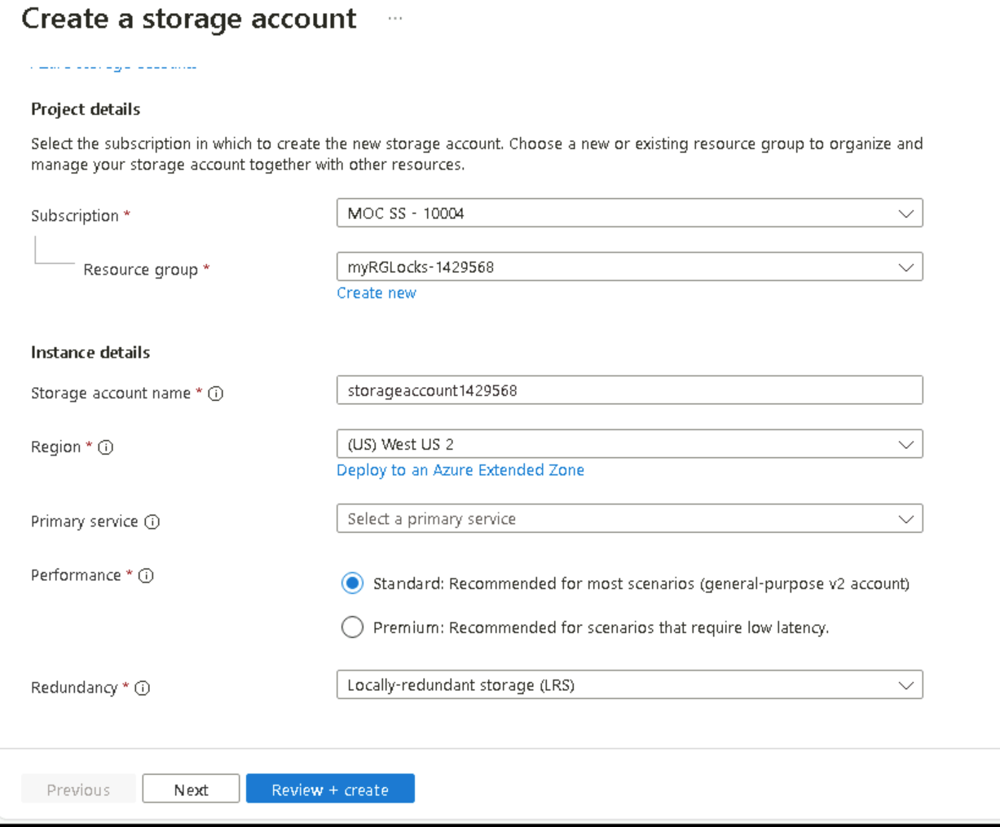 Create a storage account ...
Project details
Select the subscription in which to create the new storage account. Choose a new or existing resource group to organize and
manage your storage account together with other resources.
Subscription *
MOC SS - 10004
Resource group *
myRGLocks-1429568
Create new
Instance details
Storage account name *
storageaccount1429568
Region *
(US) West US 2
Deploy to an Azure Extended Zone
Primary service
Select a primary service
Performance *
Standard: Recommended for most scenarios (general-purpose v2 account)
Premium: Recommended for scenarios that require low latency.
Redundancy *
Locally-redundant storage (LRS)
Previous
Next
Review + create